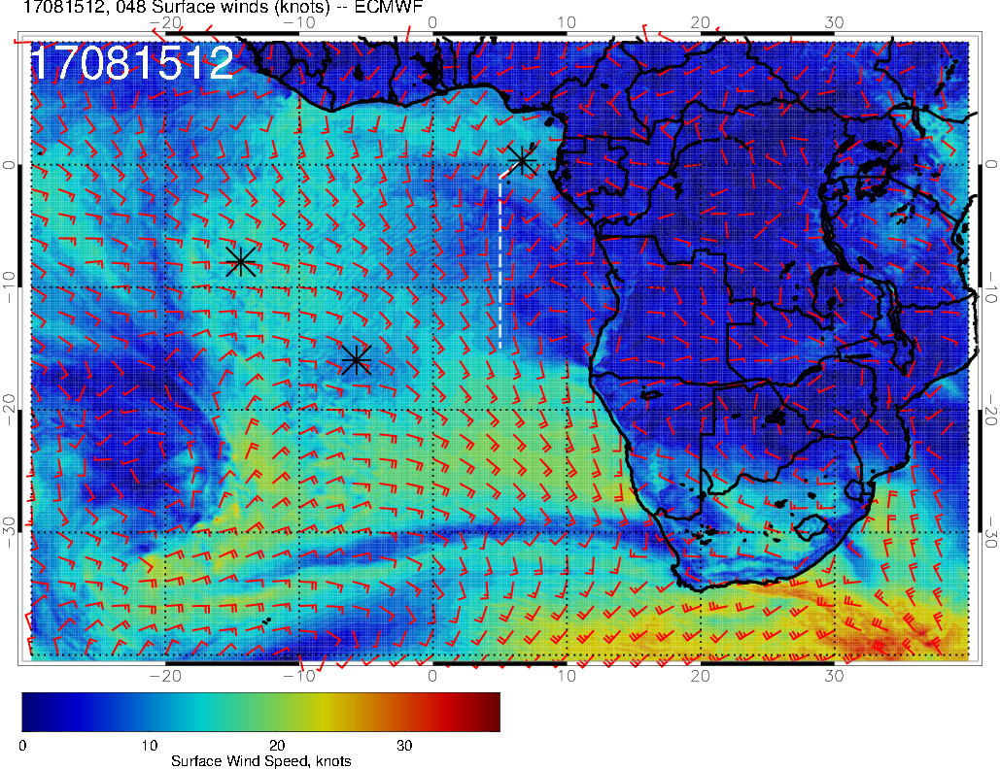 17081512, 048 Surface winds (knots) -- ECMWF
−20 −10 0 10 20 30
17081512
0 0
−10 −10
−20 −20
−30 −30
−20 −10 0 10 20 30
0 10 20 30
Surface Wind Speed, knots